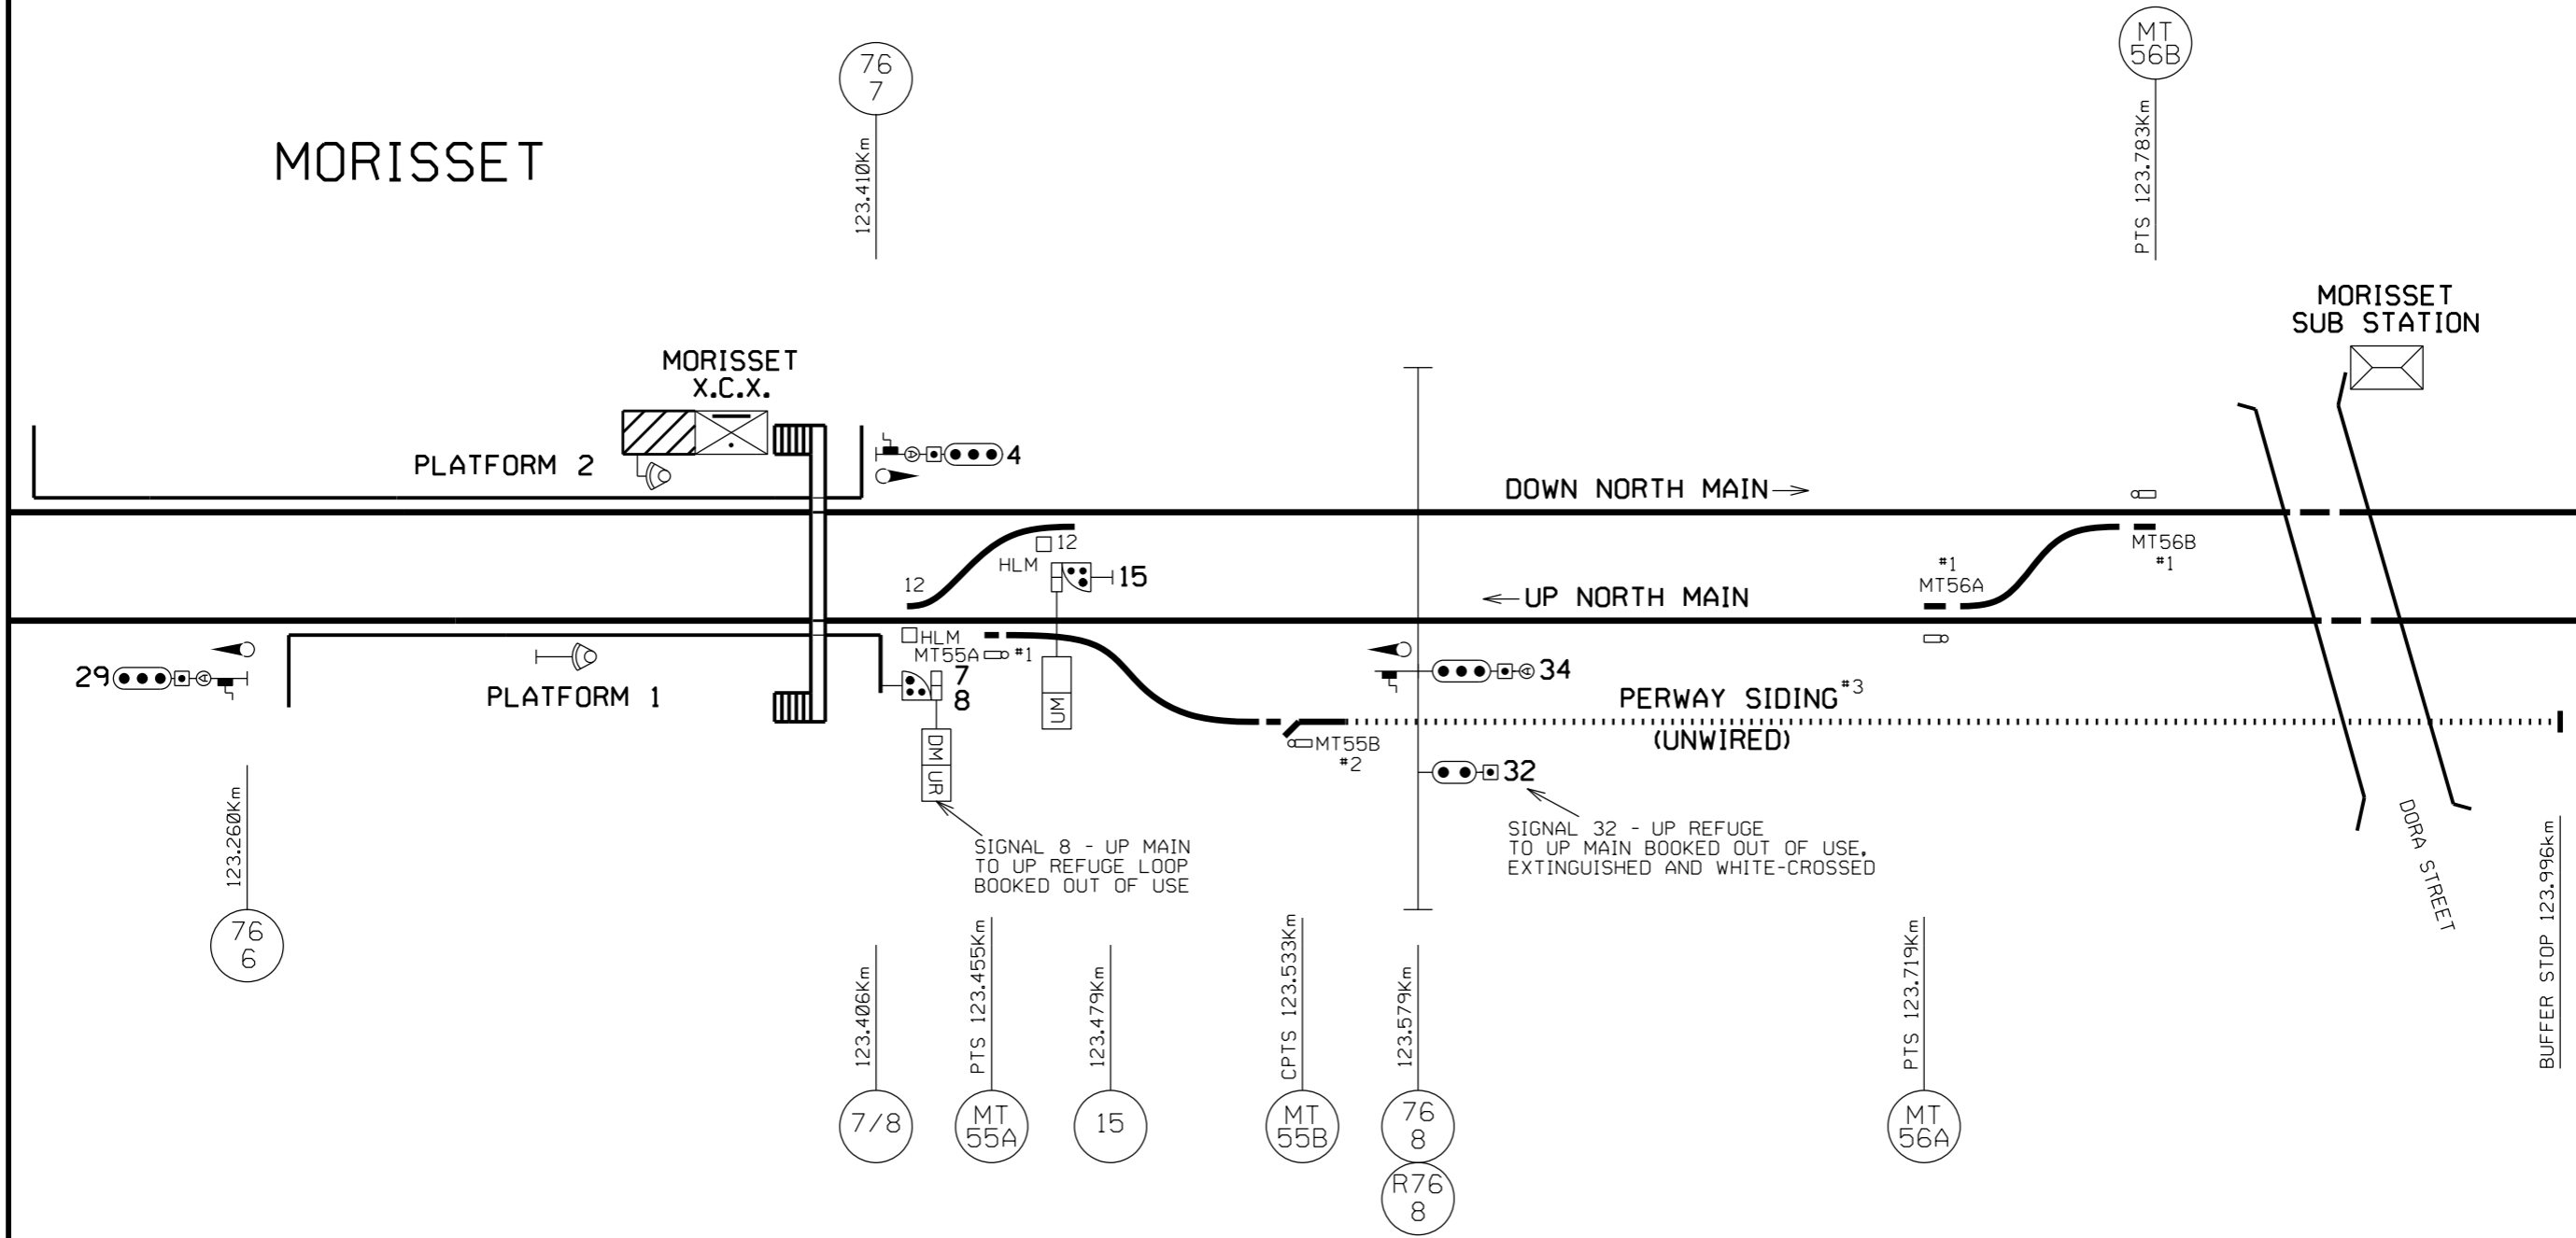 MT
56B
PTS 123.783Km
76
7
123.410Km
MORISSET
MORISSET
SUB STATION
MORISSET
X.C.X.
PLATFORM 2
4
DOWN NORTH MAIN
12
HLM
15
12
MT56B
#1
#1
MT56A
UP NORTH MAIN
HLM
MT55A
#1
29
PLATFORM 1
7
8
UM
34
PERWAY SIDING #3
(UNWIRED)
MT55B
#2
DM UR
32
SIGNAL 8 - UP MAIN
TO UP REFUGE LOOP
BOOKED OUT OF USE
SIGNAL 32 - UP REFUGE
TO UP MAIN BOOKED OUT OF USE,
EXTINGUISHED AND WHITE-CROSSED
DORA STREET
123.260Km
76
6
123.406Km
7/8
PTS 123.455Km
MT
55A
123.479Km
15
CPTS 123.533Km
MT
55B
123.579Km
76
8
R76
8
PTS 123.719Km
MT
56A
BUFFER STOP 123.996km